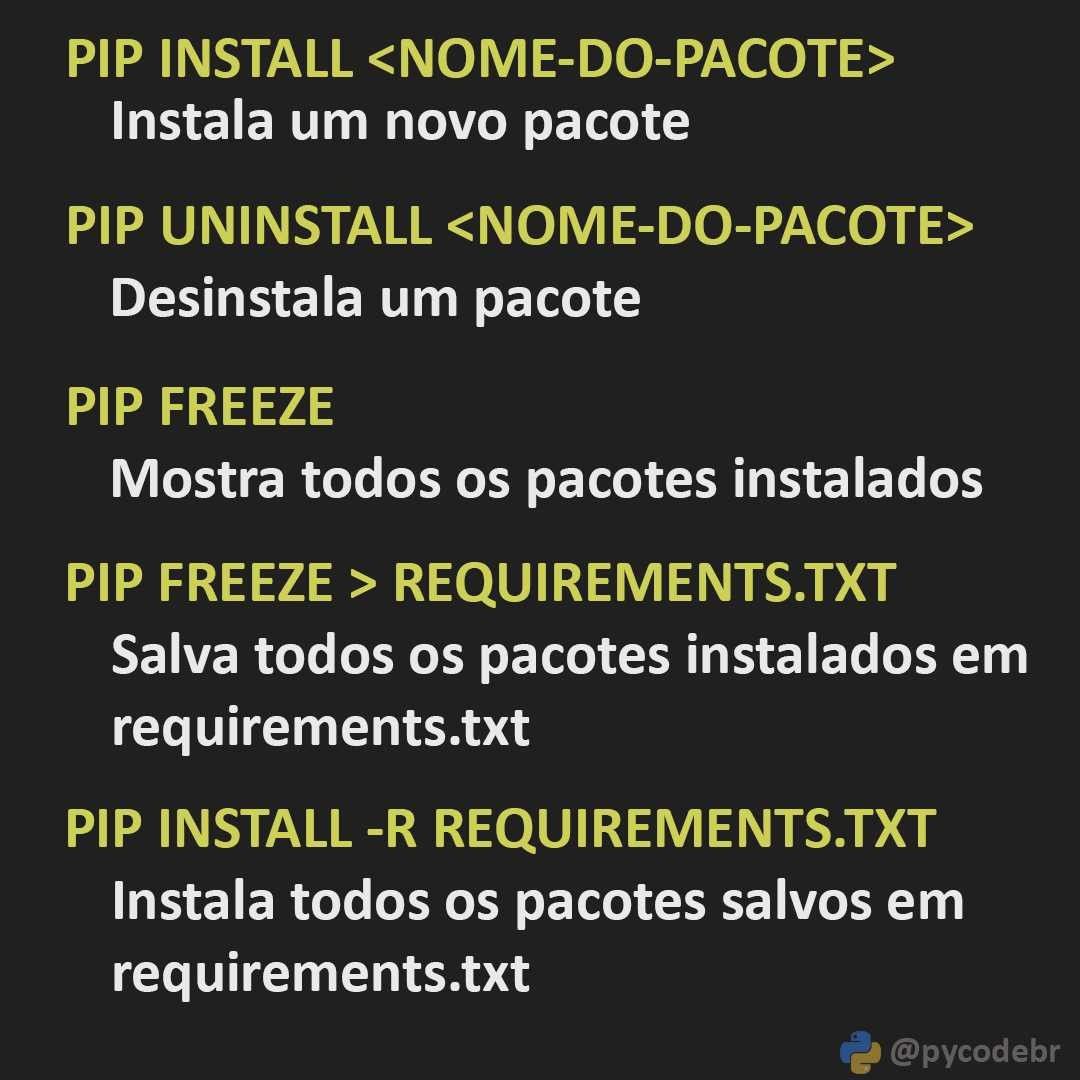 PIP INSTALL <NOME-DO-PACOTE>
Instala um novo pacote
PIP UNINSTALL <NOME-DO-PACOTE>
Desinstala um pacote
PIP FREEZE
Mostra todos os pacotes instalados
PIP FREEZE > REQUIREMENTS.TXT
Salva todos os pacotes instalados em
requirements.txt
PIP INSTALL -R REQUIREMENTS.TXT
Instala todos os pacotes salvos em
requirements.txt
@pycodebr